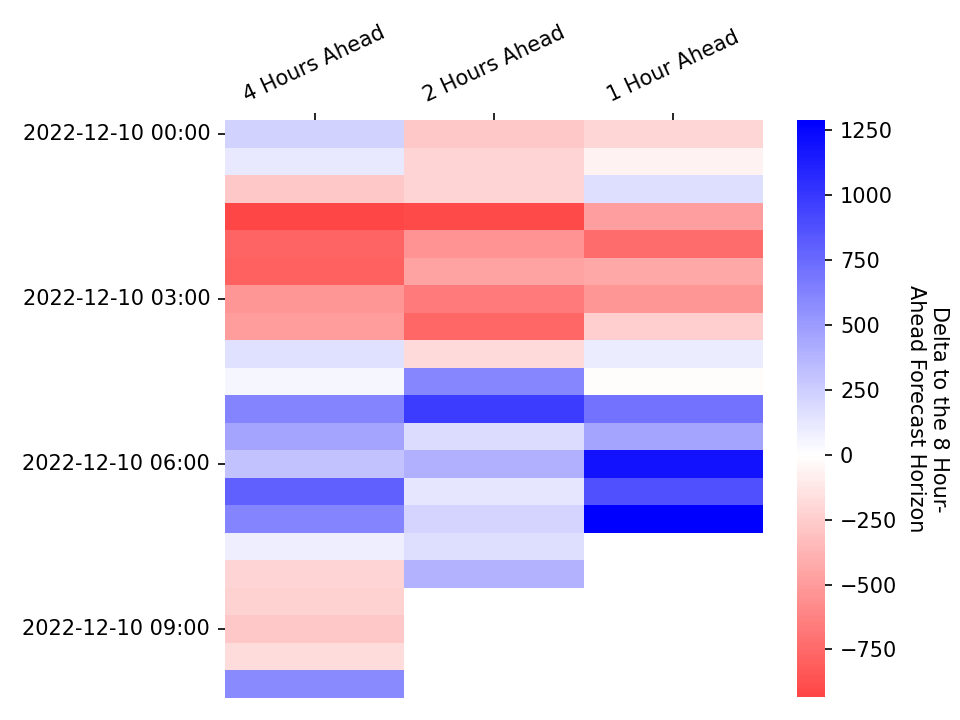 4 Hours Ahead
2 Hours Ahead
1 Hour Ahead
2022-12-10 00:00
2022-12-10 03:00
2022-12-10 06:00
2022-12-10 09:00
1250
1000
750
500
250
0
−250
−500
−750
Delta to the 8 Hour-
Ahead Forecast Horizon